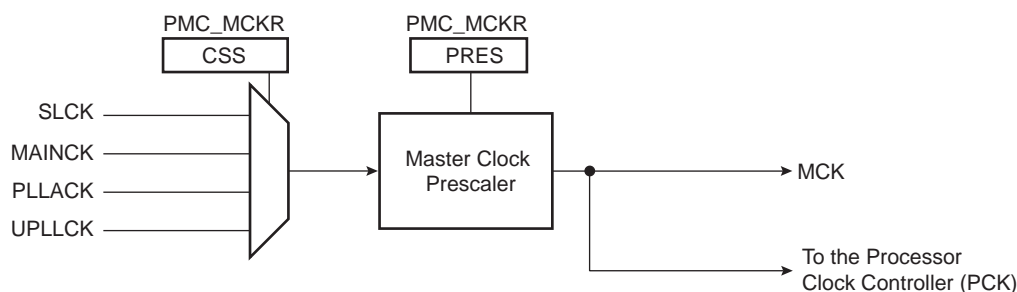 PMC_MCKR
PMC_MCKR
CSS
PRES
SLCK
MAINCK
PLLACK
UPLLCK
Master Clock
Prescaler
MCK
To the Processor
Clock Controller (PCK)